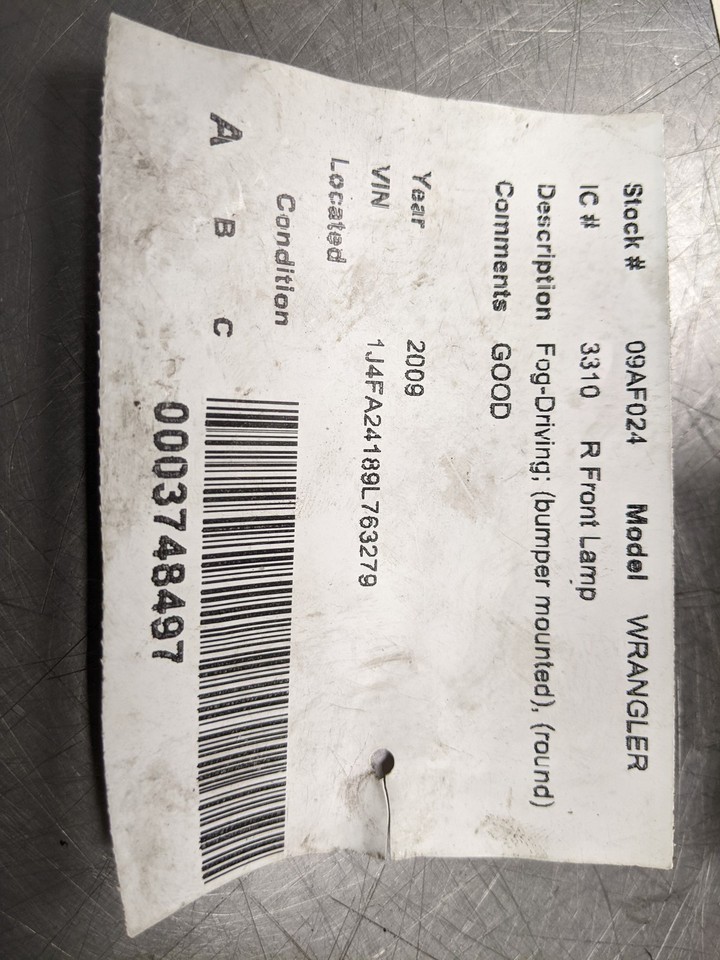 Stock # 09AF024 Model WRANGLER
IC # 3310 R Front Lamp
Description Fog-Driving; (bumper mounted), (round)
Comments GOOD
Year 2009
VIN 1J4FA24189L763279
Located
Condition
A B C
0003748497